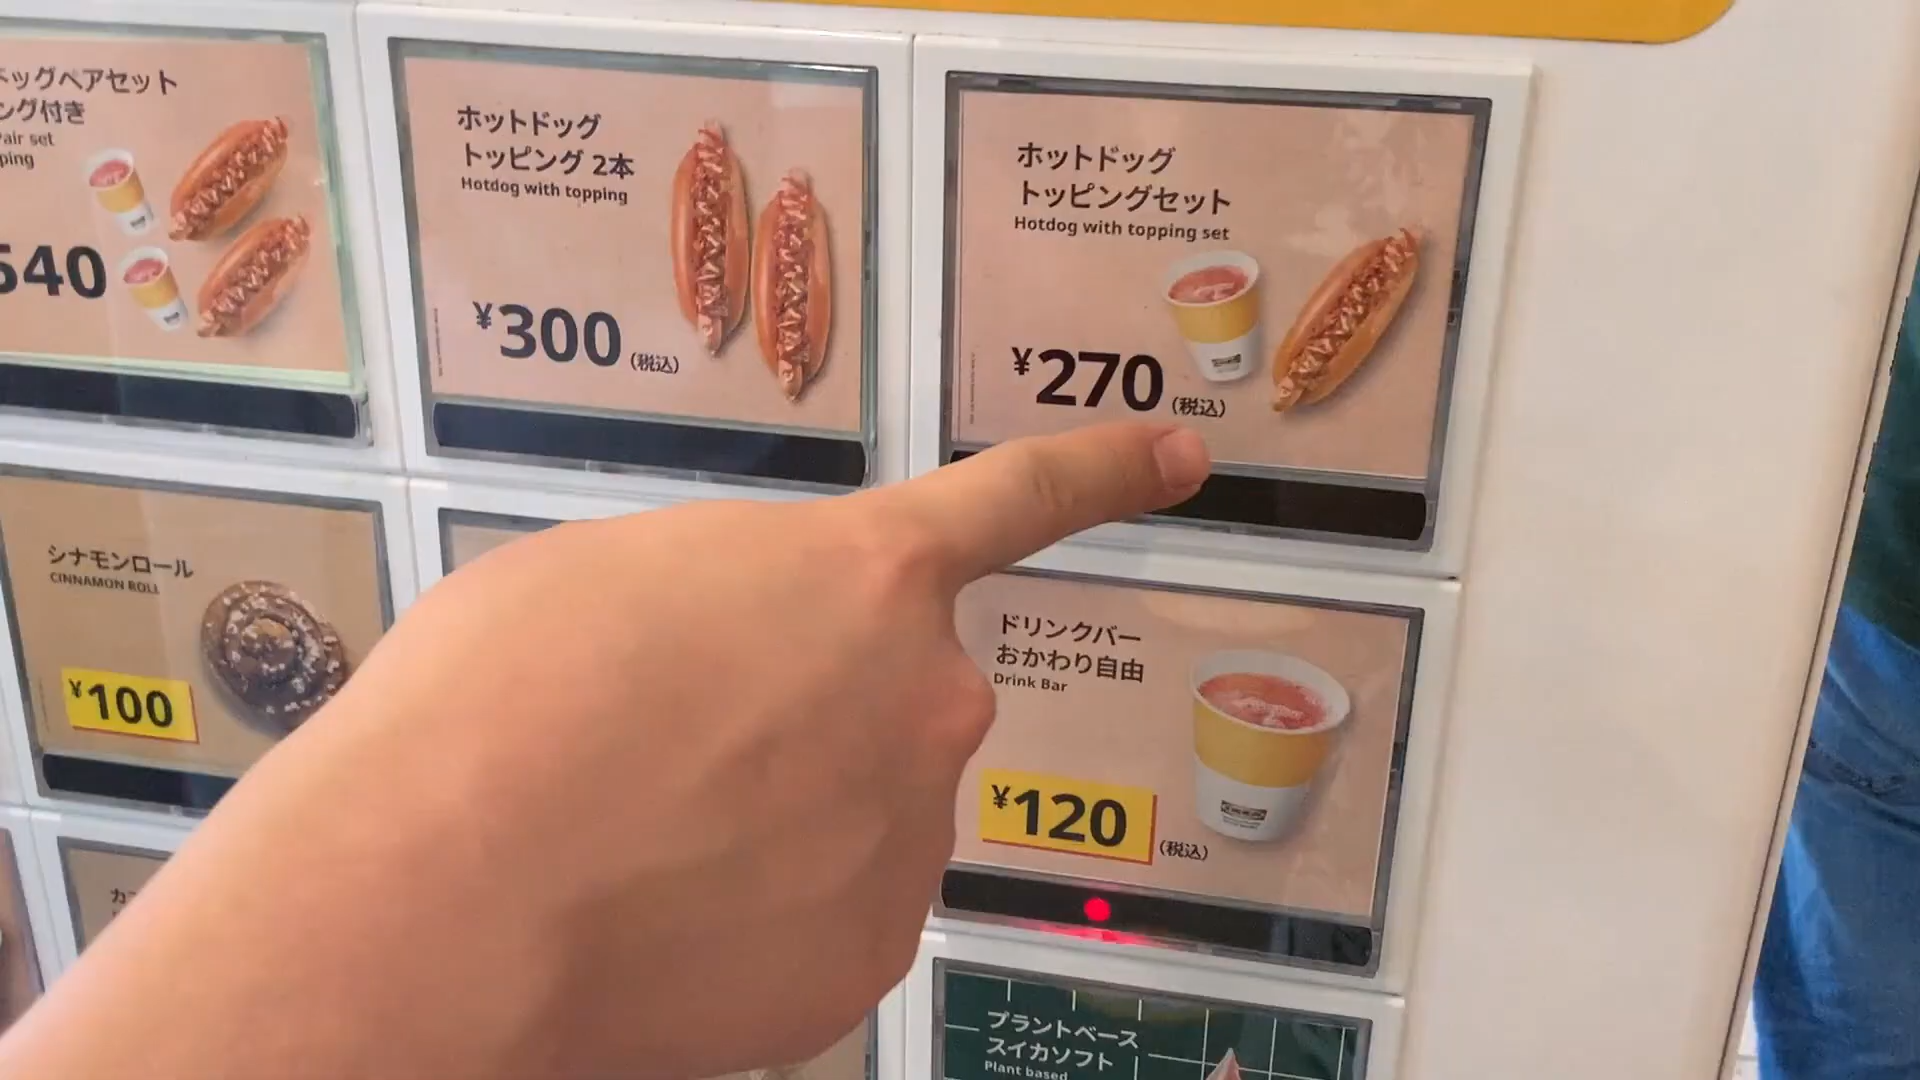 ドッグペアセット
ング付き
Pair set
ping
540
ホットドッグ
トッピング 2本
Hotdog with topping
¥300(税込)
ホットドッグ
トッピングセット
Hotdog with topping set
¥270(税込)
シナモンロール
CINNAMON ROLL
¥100
ドリンクバー
おかわり自由
Drink Bar
¥120(税込)
プラントベース
スイカソフト
Plant based